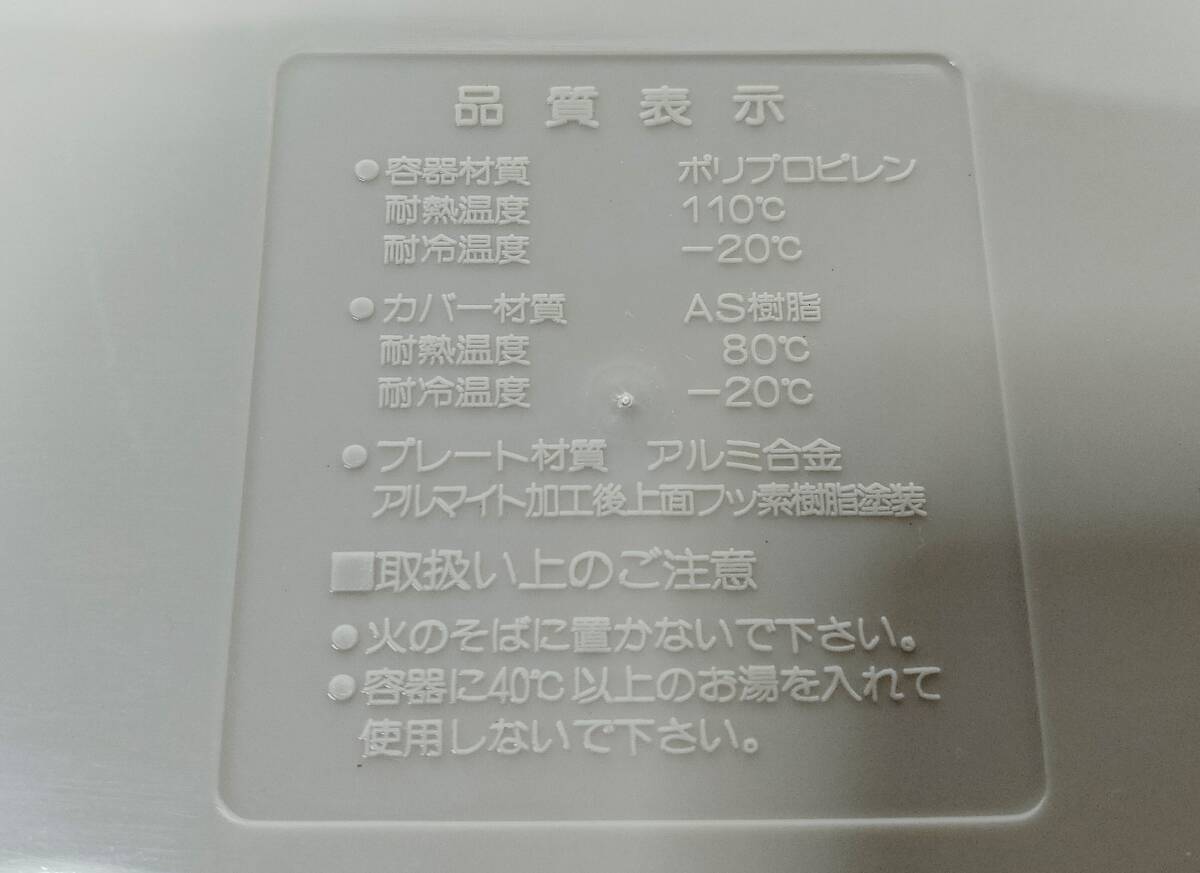 品質表示
●容器材質 ポリプロピレン
耐熱温度 110℃
耐冷温度 -20℃
●カバー材質 AS樹脂
耐熱温度 80℃
耐冷温度 -20℃
●プレート材質 アルミ合金
アルマイト加工後上面フッ素樹脂塗装
■取扱い上のご注意
●火のそばに置かないで下さい。
●容器に40℃以上のお湯を入れて
使用しないで下さい。